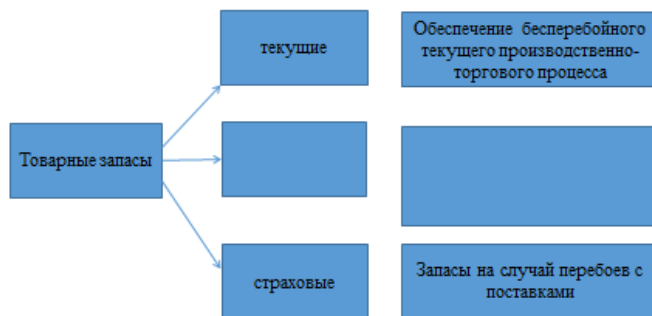 текущие
Обеспечение бесперебойного
текущего производственно-
торгового процесса
Товарные запасы
страховые
Запасы на случай перебоев с
поставками